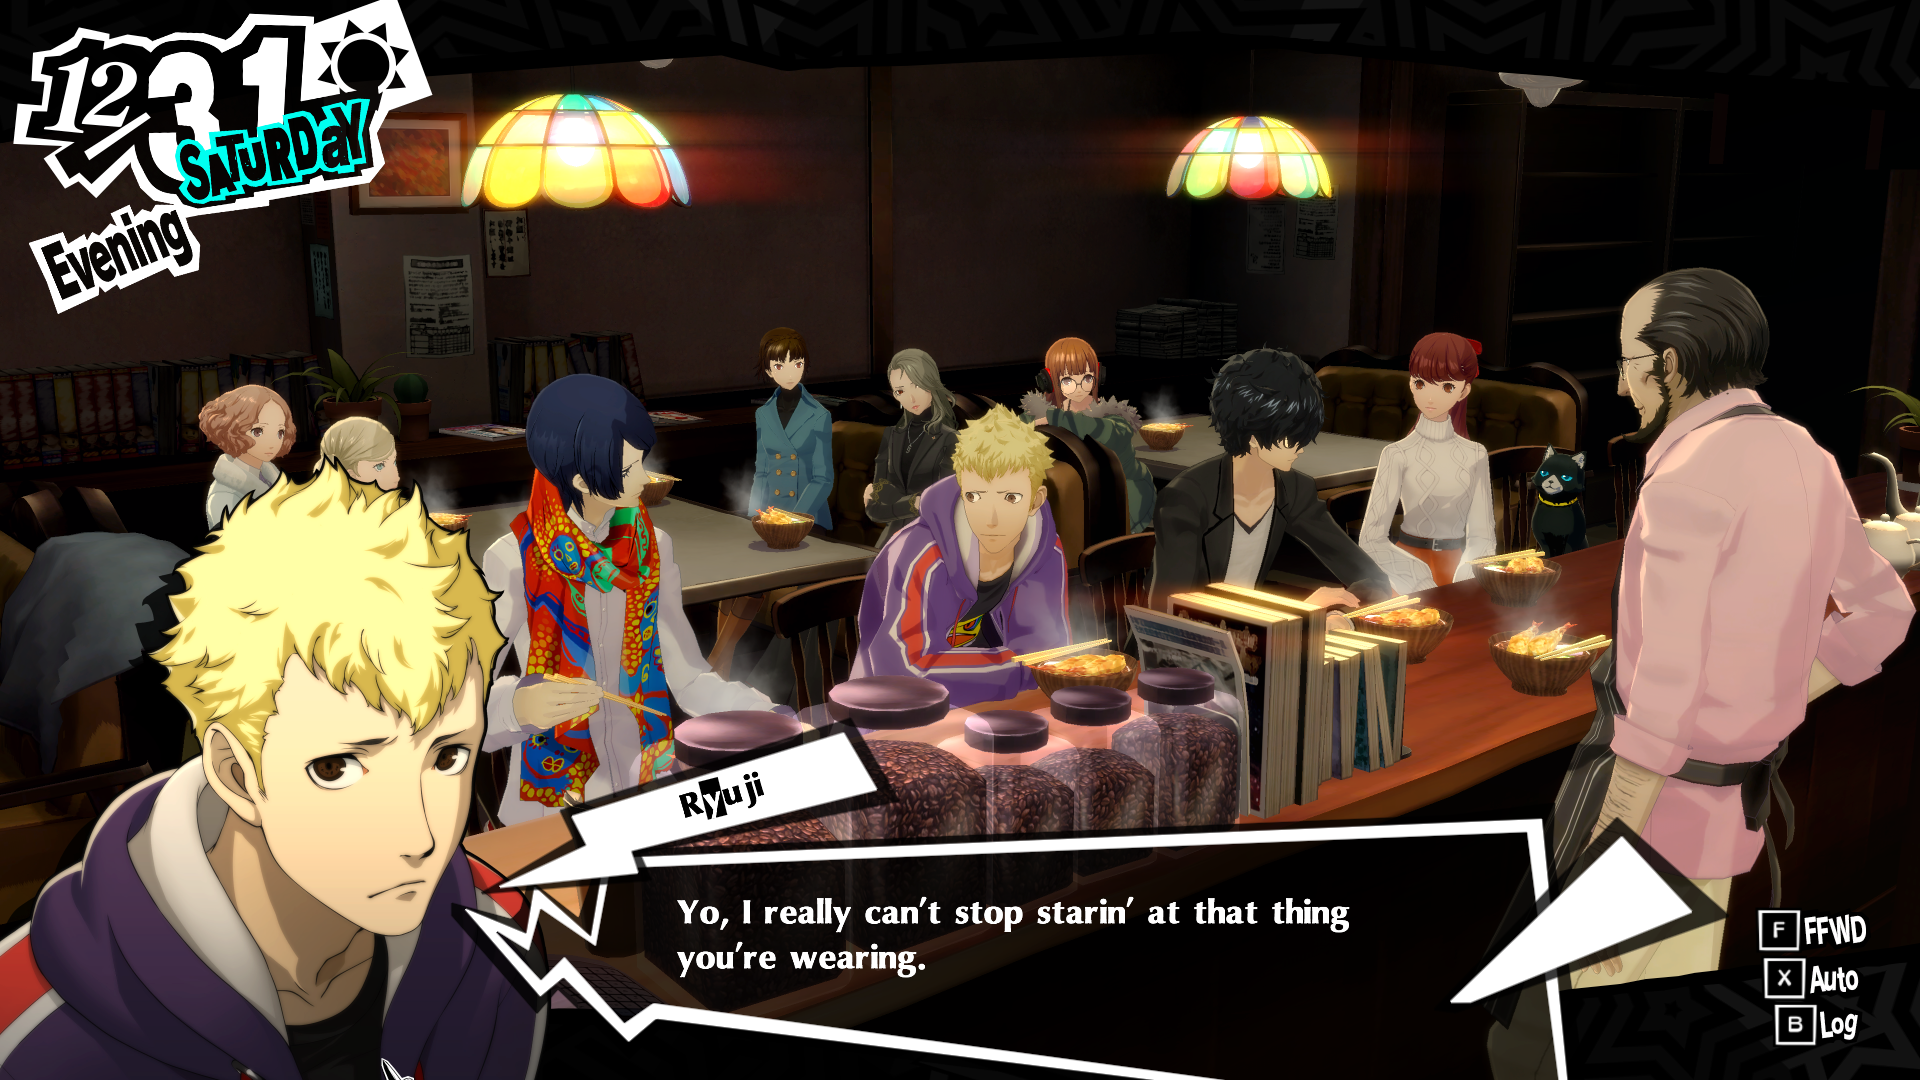 12/31
SATURDaY
Evening
Ryuji
Yo, I really can't stop starin' at that thing
you're wearing.
F FFWD
X Auto
B Log